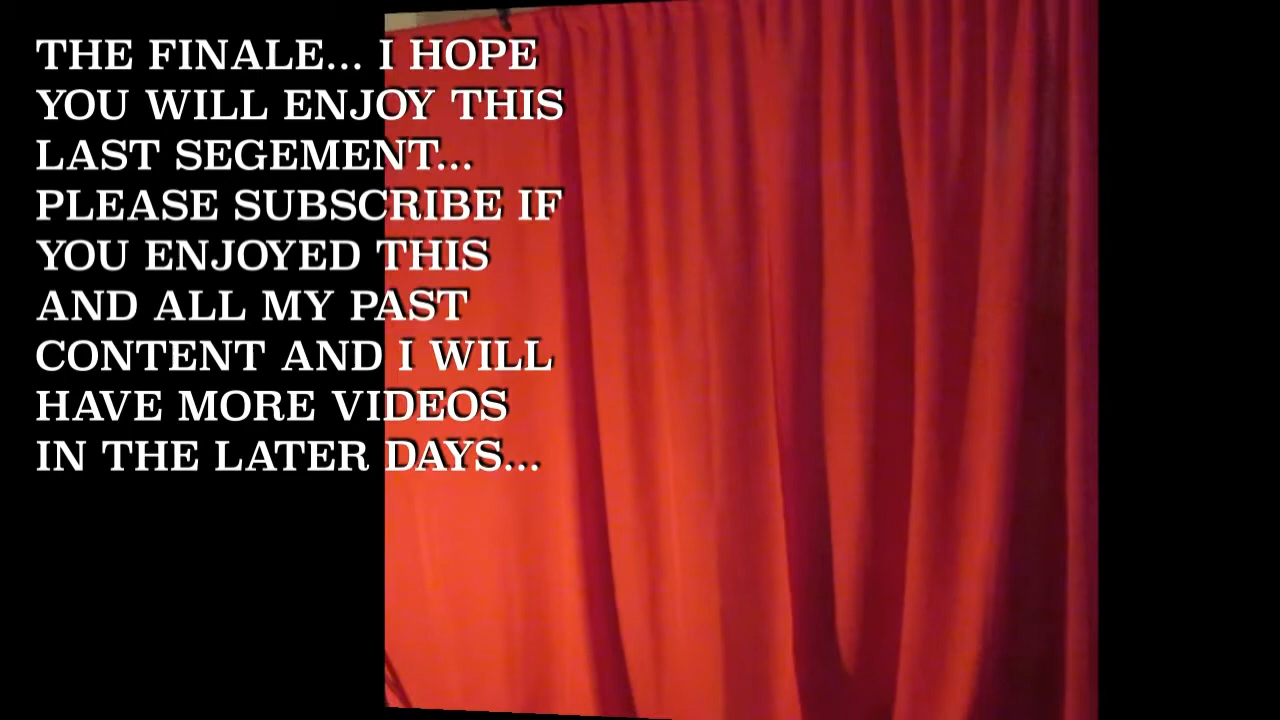 THE FINALE... I HOPE
YOU WILL ENJOY THIS
LAST SEGEMENT...
PLEASE SUBSCRIBE IF
YOU ENJOYED THIS
AND ALL MY PAST
CONTENT AND I WILL
HAVE MORE VIDEOS
IN THE LATER DAYS...